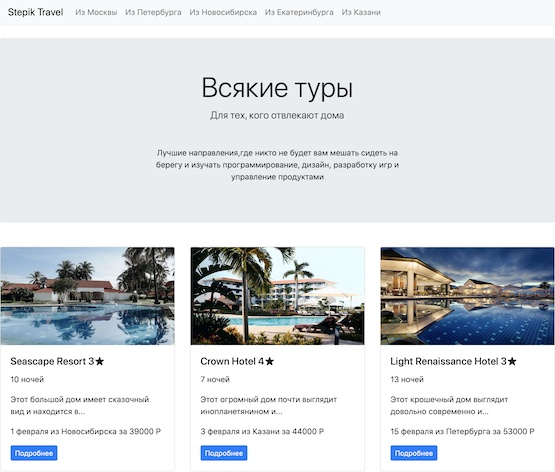 Stepik Travel Из Москвы Из Петербурга Из Новосибирска Из Екатеринбурга Из Казани
Всякие туры
Для тех, кого отвлекают дома
Лучшие направления,где никто не будет вам мешать сидеть на
берегу и изучать программирование, дизайн, разработку игр и
управление продуктами
Seascape Resort 3★
10 ночей
Этот большой дом имеет сказочный
вид и находится в...
1 февраля из Новосибирска за 39000 Р
Подробнее
Crown Hotel 4★
7 ночей
Этот огромный дом почти выглядит
инопланетянином и...
3 февраля из Казани за 44000 Р
Подробнее
Light Renaissance Hotel 3★
13 ночей
Этот крошечный дом выглядит
довольно современно и...
15 февраля из Петербурга за 53000 Р
Подробнее